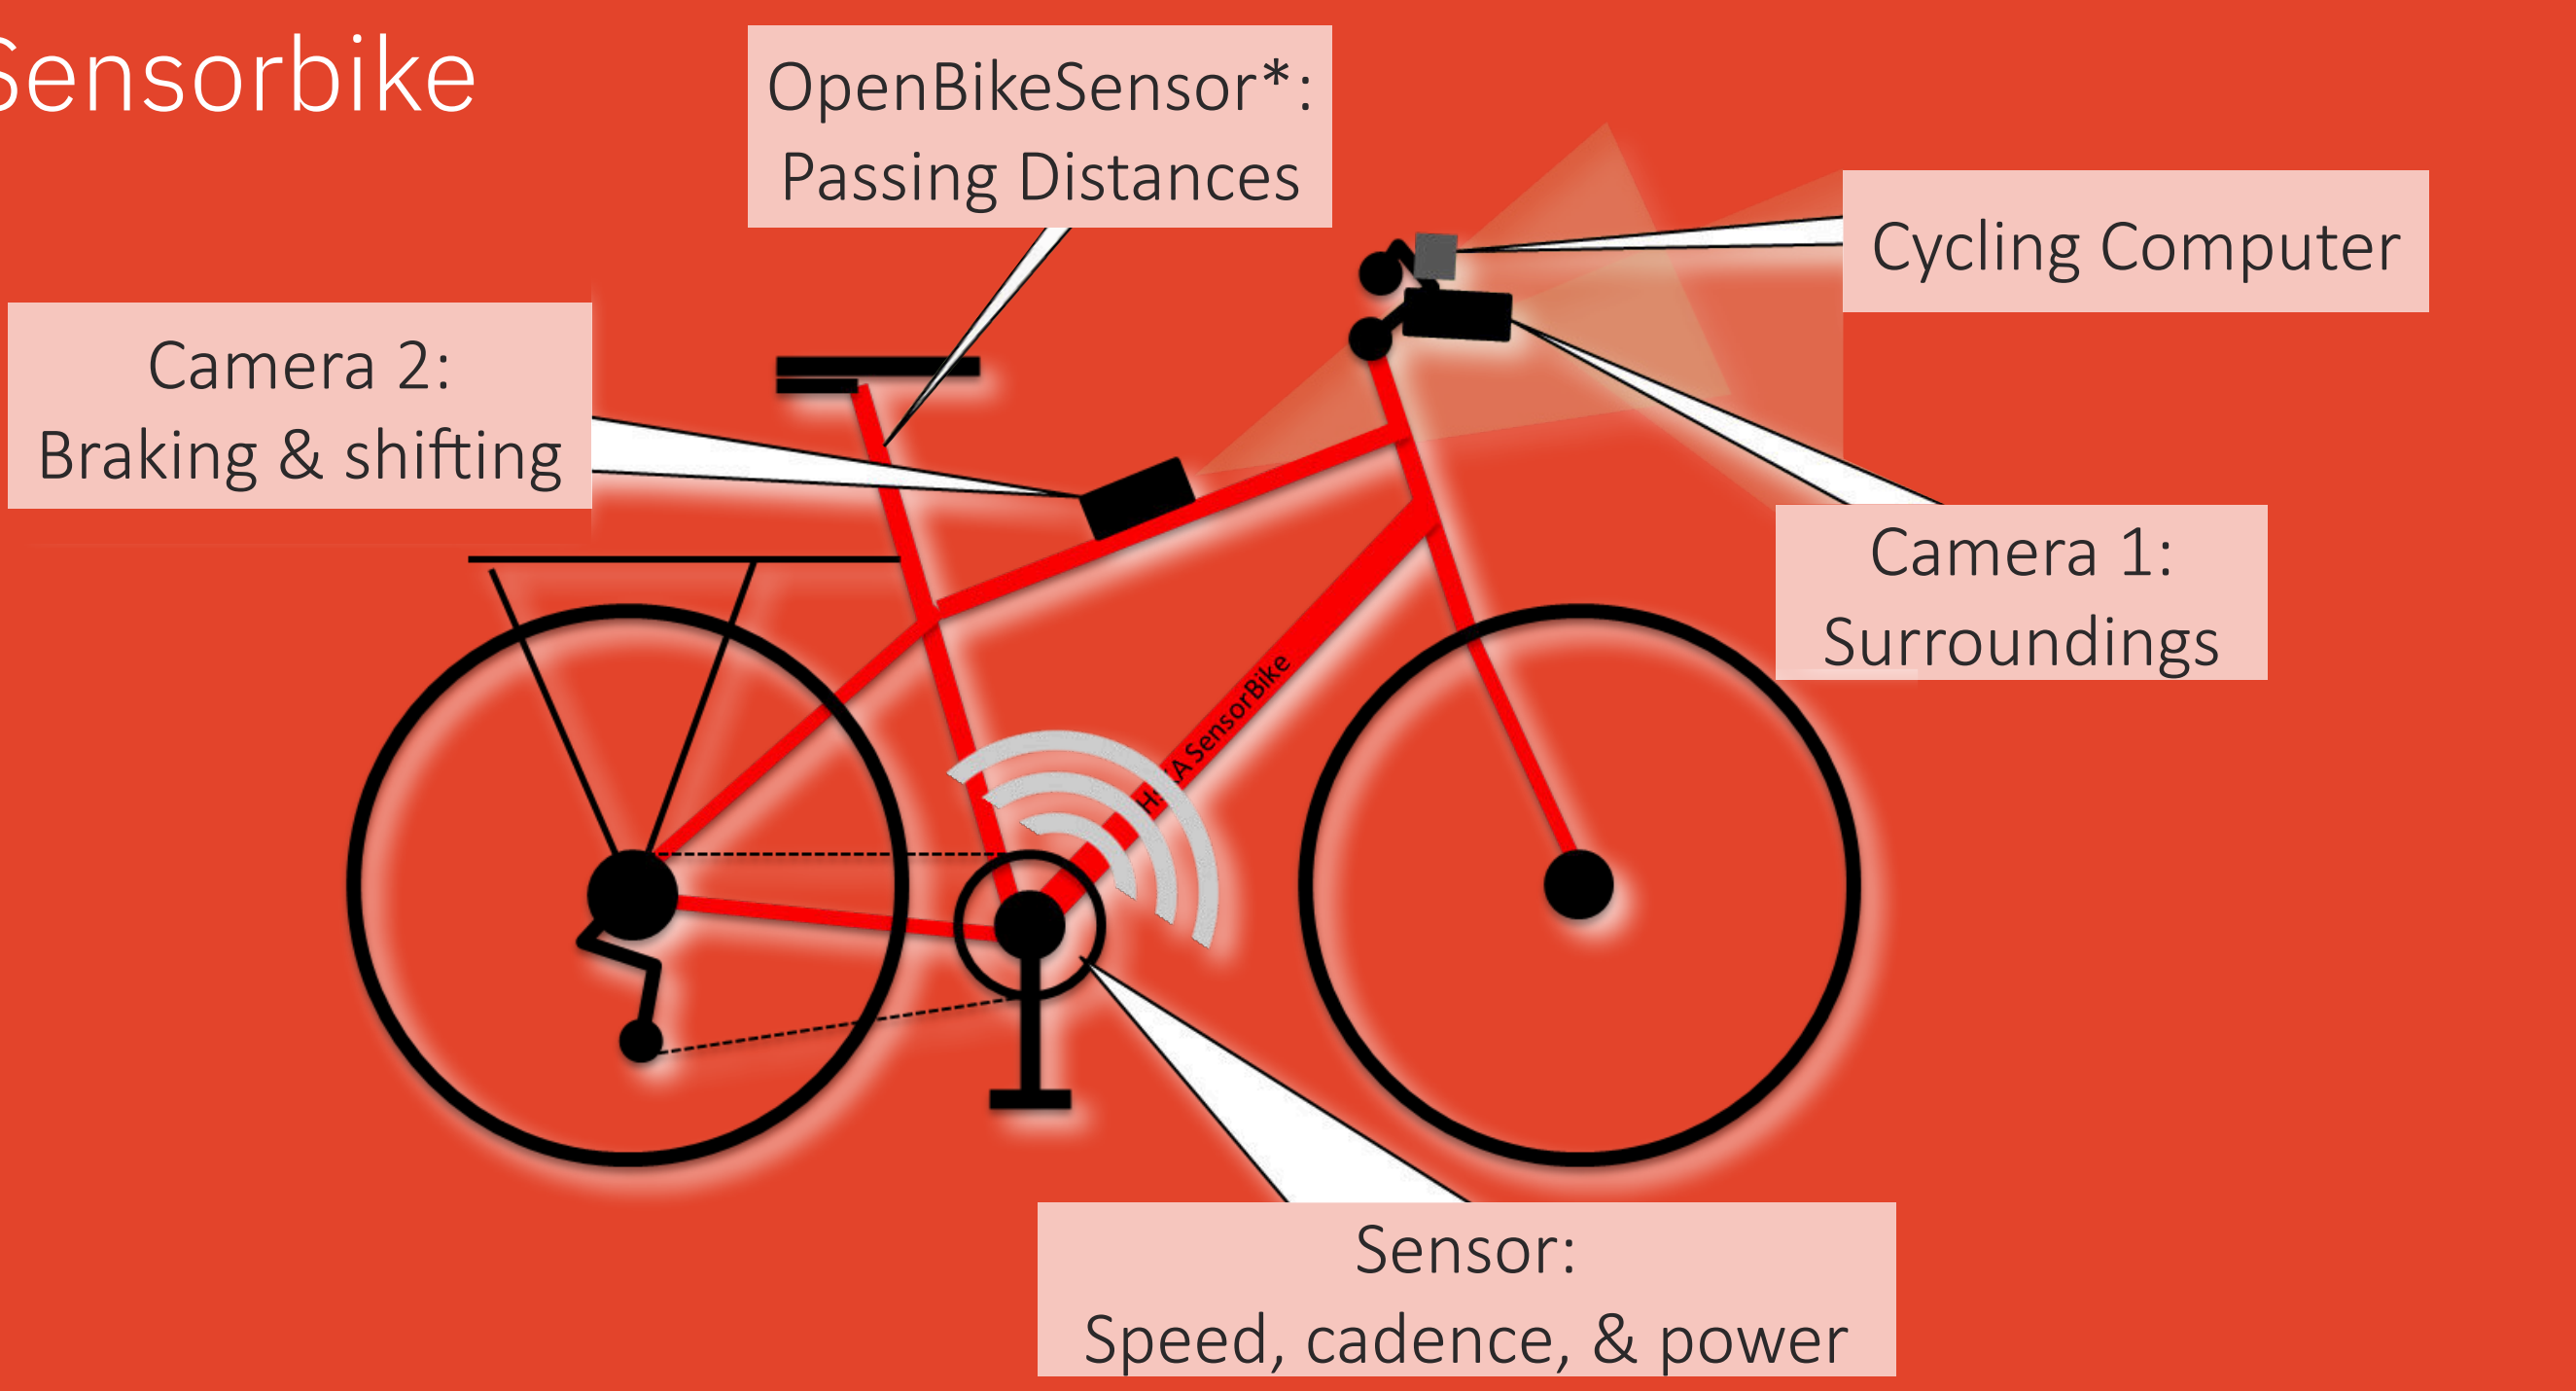 Sensorbike
OpenBikeSensor*:
Passing Distances
Cycling Computer
Camera 2:
Braking & shifting
Camera 1:
Surroundings
SensorBike
Sensor:
Speed, cadence, & power